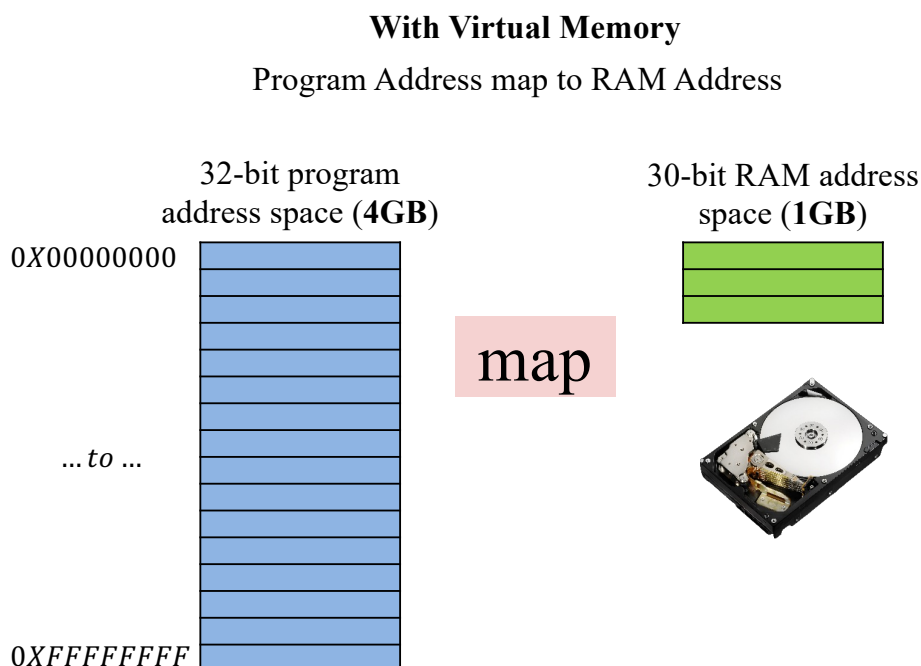 With Virtual Memory
Program Address map to RAM Address
32-bit program
address space (4GB)
30-bit RAM address
space (1GB)
0X00000000
map
... to ...
0XFFFFFFFF